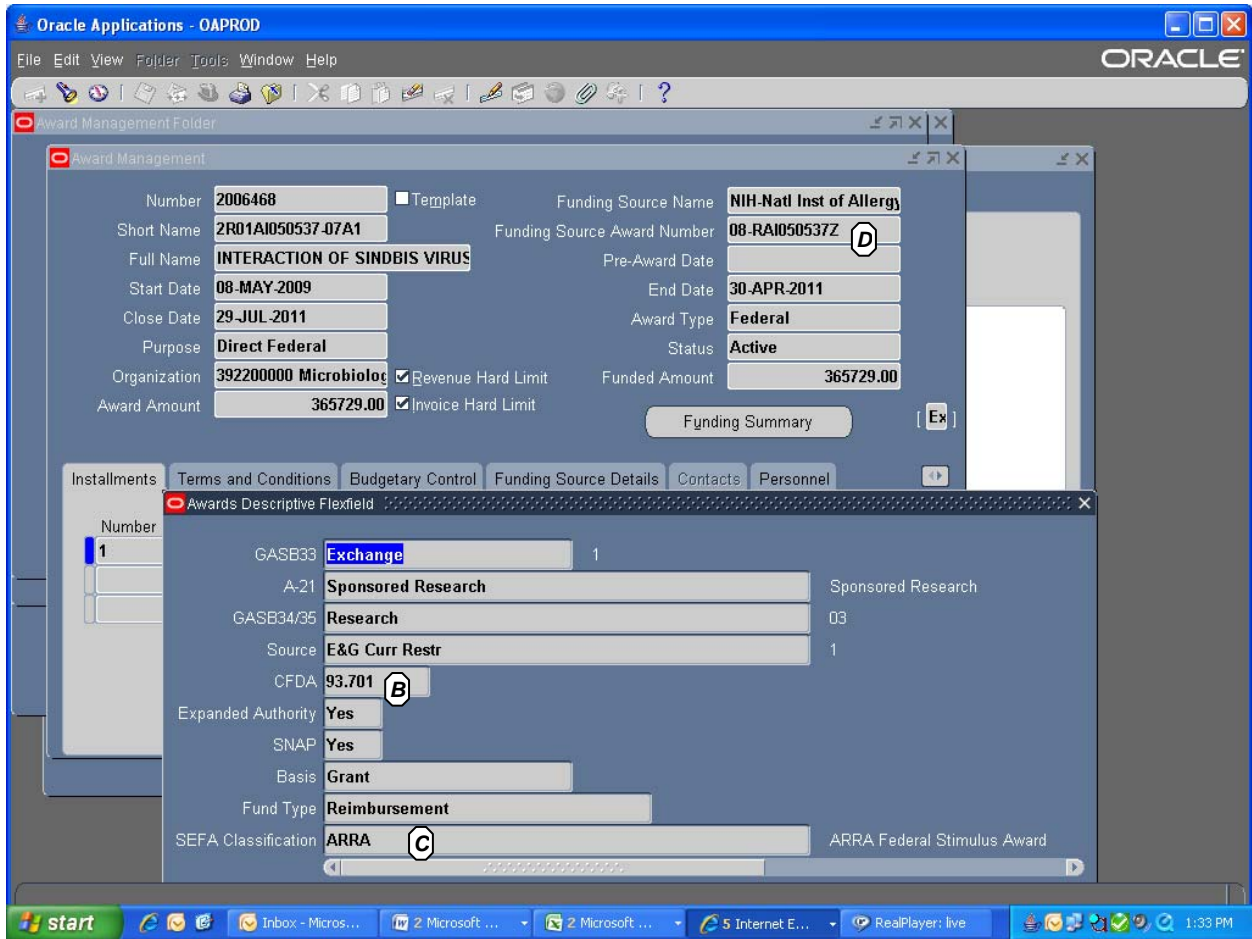 Oracle Applications - OAPROD
File Edit View Folder Tools Window Help
ORACLE
Award Management Folder
Award Management
Number 2006468 Template Funding Source Name NIH-Natl Inst of Allergy
Short Name 2R01AI050537-07A1 Funding Source Award Number 08-RAI050537Z D
Full Name INTERACTION OF SINDBIS VIRUS Pre-Award Date
Start Date 08-MAY-2009 End Date 30-APR-2011
Close Date 29-JUL-2011 Award Type Federal
Purpose Direct Federal Status Active
Organization 392200000 Microbiolog Revenue Hard Limit Funded Amount 365729.00
Award Amount 365729.00 Invoice Hard Limit
Funding Summary [ Ex ]
Installments Terms and Conditions Budgetary Control Funding Source Details Contacts Personnel
Awards Descriptive Flexfield
Number
1
GASB33 Exchange 1
A-21 Sponsored Research Sponsored Research
GASB34/35 Research 03
Source E&G Curr Restr 1
CFDA 93.701 B
Expanded Authority Yes
SNAP Yes
Basis Grant
Fund Type Reimbursement
SEFA Classification ARRA C ARRA Federal Stimulus Award
start Inbox - Micros... 2 Microsoft ... 2 Microsoft ... 5 Internet E... RealPlayer: live 1:33 PM